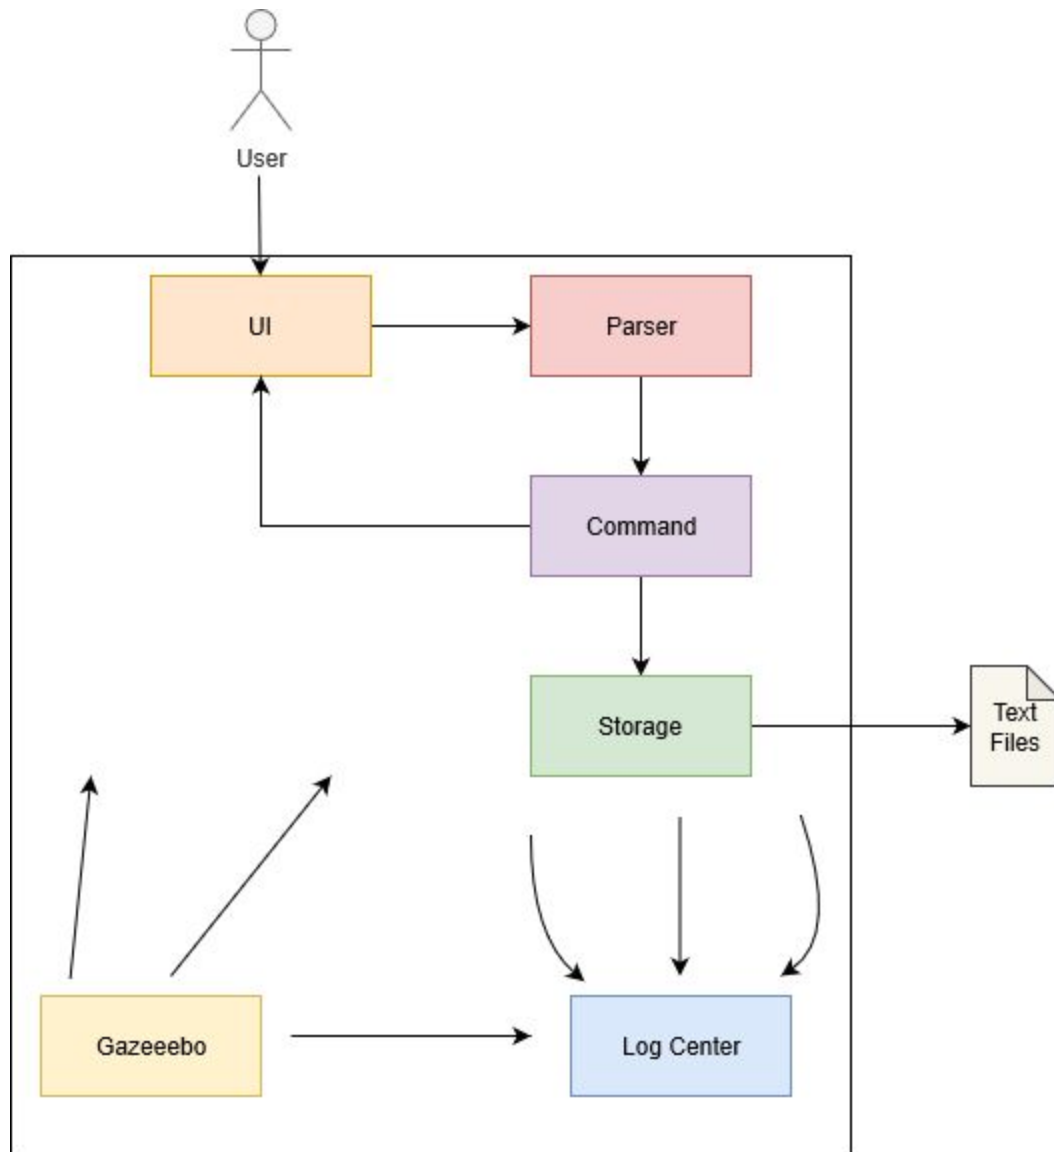 User
UI
Parser
Command
Storage
Text
Files
Gazeeebo
Log Center